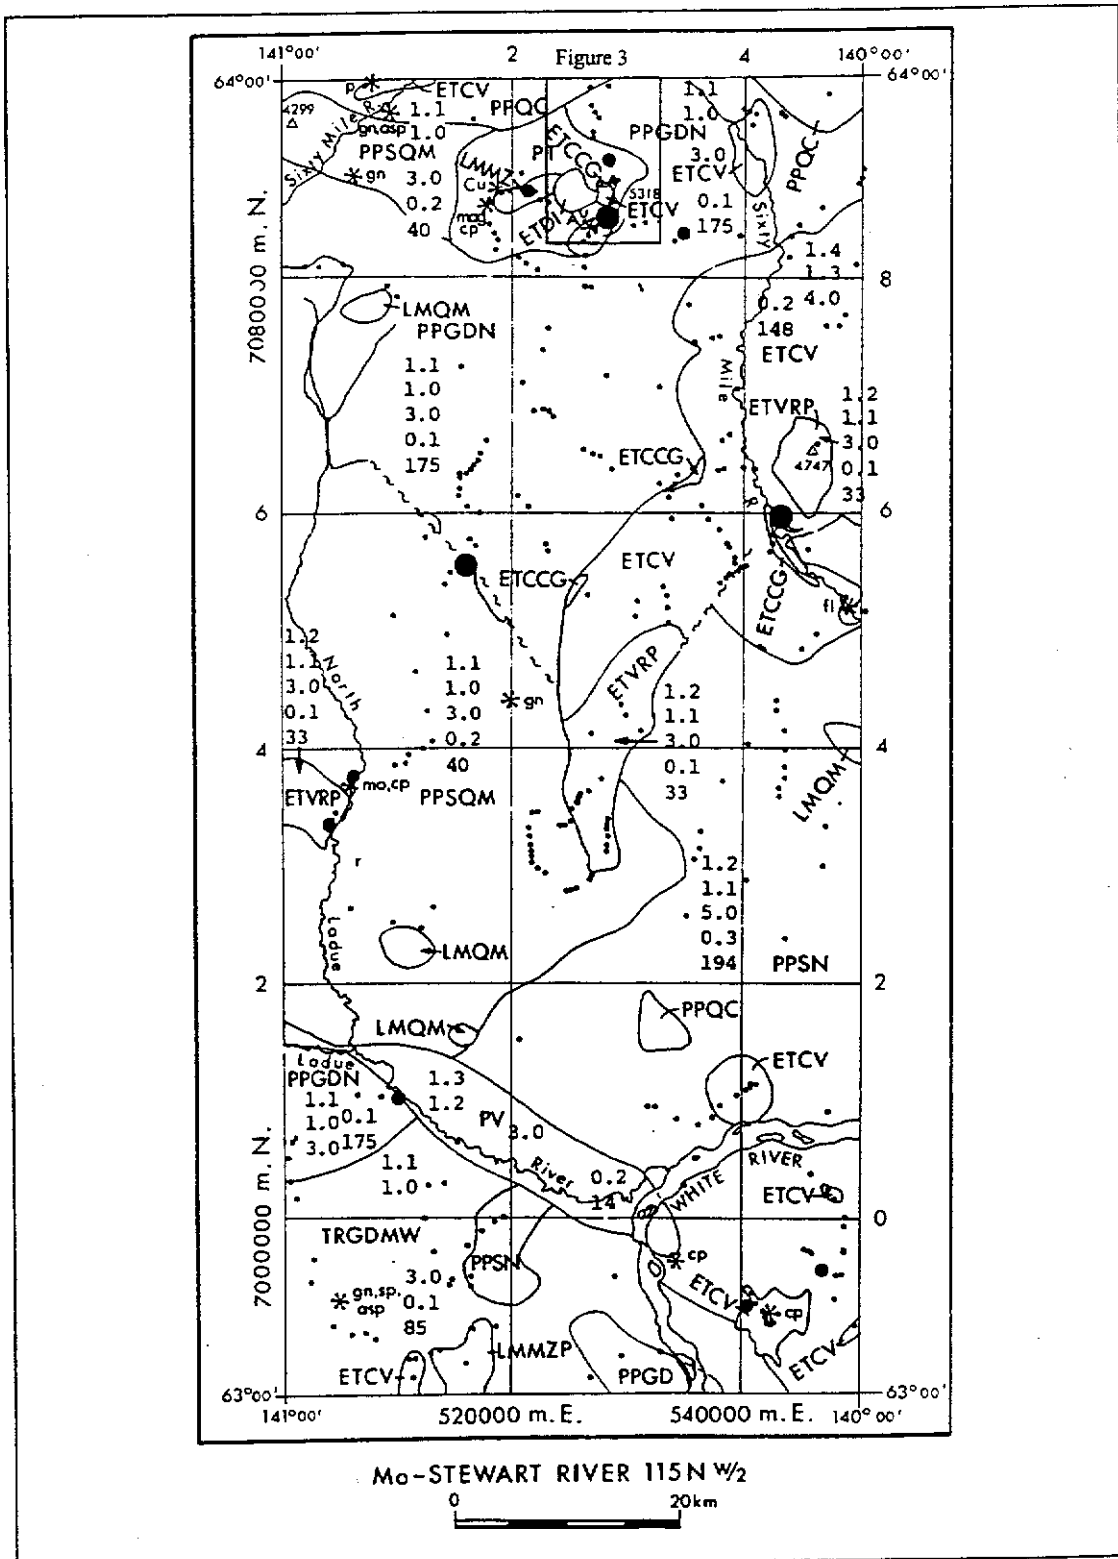 141°00' 2 Figure 3 4 140°00'
64°00' 64°00'
p ETCV
4299
Sixty Mile R.
gn,asp
1.1
1.0
PPQC
PPSQM
gn
3.0
0.2
40
LMMZP
PT
ETCCG
Cu
mag,
cp
ETDI
Au
5318
ETCV
1.1
1.0
PPGDN
3.0
ETCV
0.1
175
PPQC
Sixty
1.4
1.3
4.0
0.2
148
ETCV
8
7080000 m. N.
LMQM
PPGDN
1.1
1.0
3.0
0.1
175
Mile
R.
ETVRP
1.2
1.1
3.0
0.1
33
4747
ETCCG
6 6
ETCCG
ETCV
ETCCG
fl
1.2
1.1
3.0
0.1
33
North
1.1
1.0
3.0
0.2
40
gn
ETVRP
1.2
1.1
3.0
0.1
33
4 4
LMQM
ETVRP
mo,cp
PPSQM
r
Ladue
1.2
1.1
5.0
0.3
194
PPSN
LMQM
2 2
LMQM
PPQC
ETCV
Ladue
PPGDN
1.1
1.0
3.0
0.1
175
1.3
1.2
PV
3.0
0.2
14
River
WHITE
RIVER
1.1
1.0
ETCV
7000000 m. N.
0
TRGDMW
PPSN
3.0
0.1
85
gn,sp,
asp
cp
ETCV
cp
ETCV
ETCV
LMMZP
PPGD
63°00' 63°00'
141°00' 520000 m. E. 540000 m. E. 140°00'
Mo-STEWART RIVER 115N W/2
0 20km